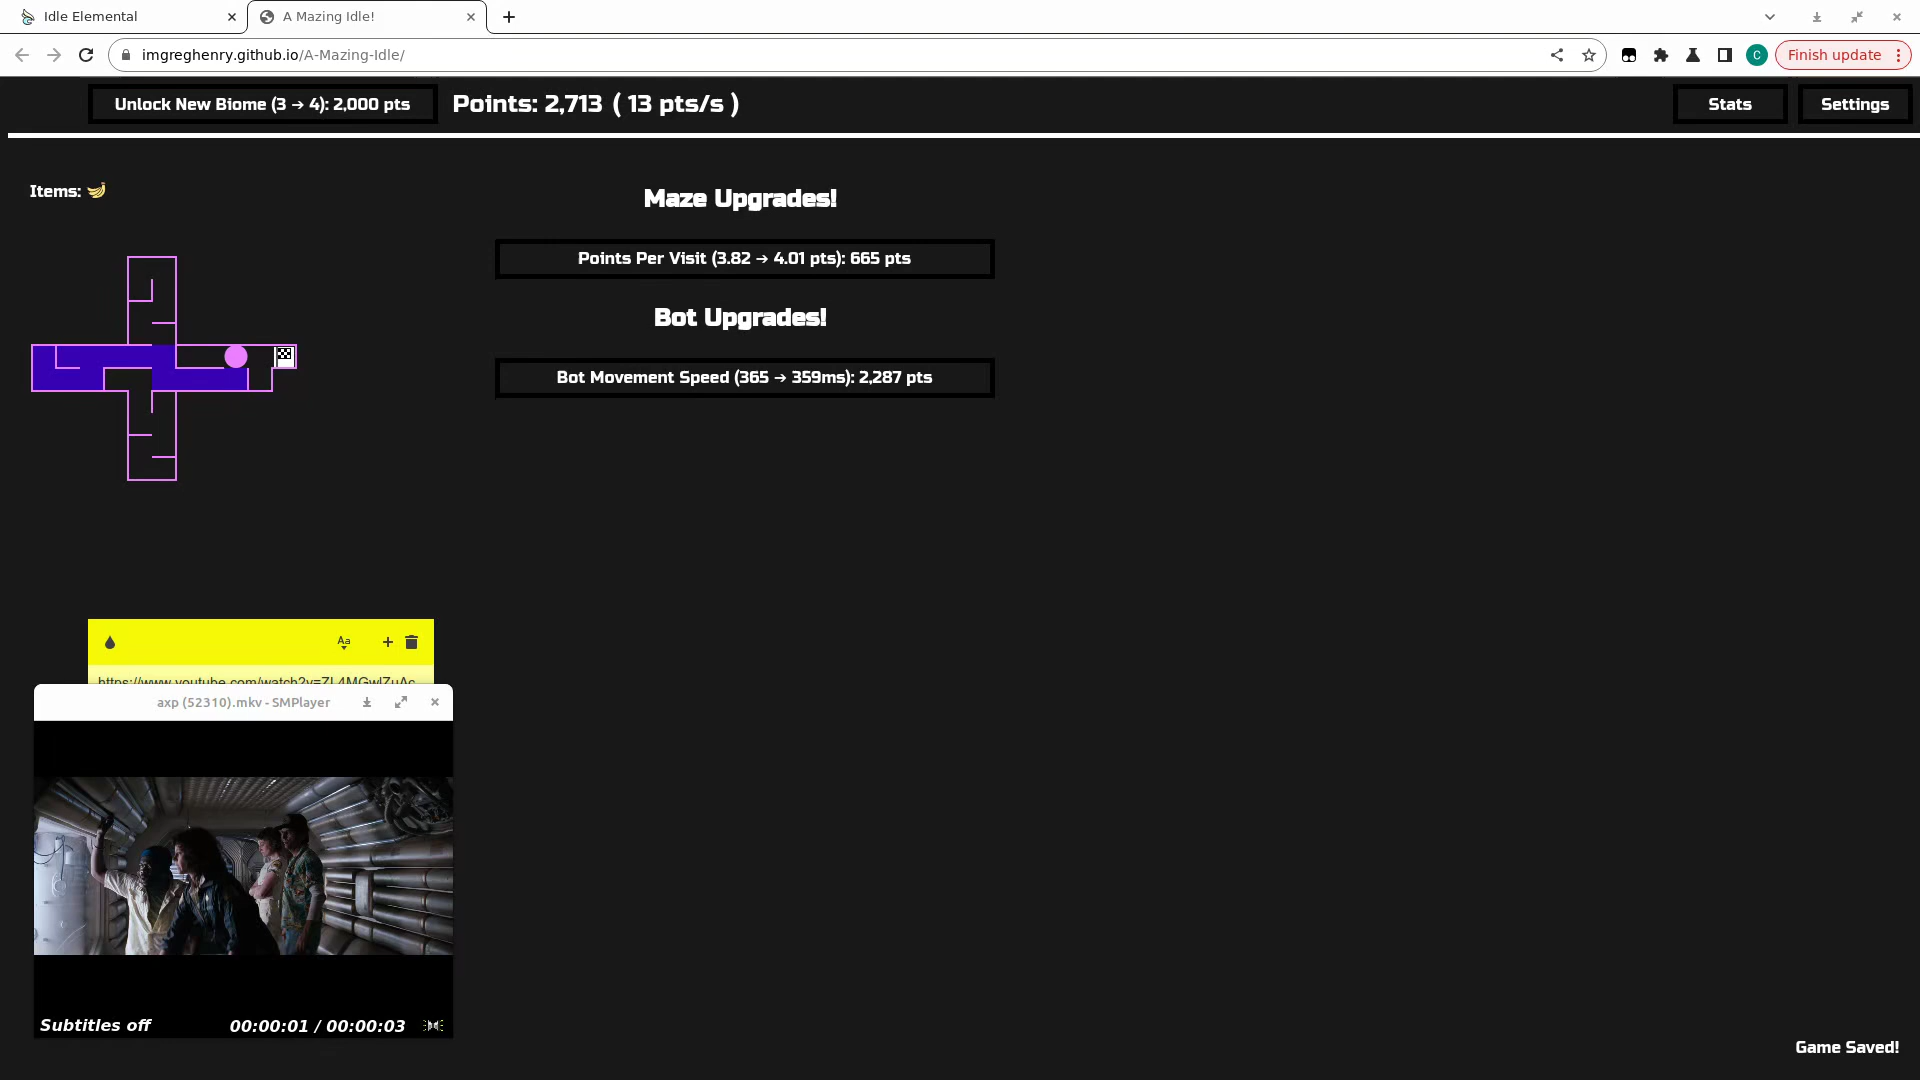 Idle Elemental
A Mazing Idle!
imgreghenry.github.io/A-Mazing-Idle/
C
Finish update
Unlock New Biome (3 → 4): 2,000 pts
Points: 2,713 ( 13 pts/s )
Stats
Settings
Items:
Maze Upgrades!
Points Per Visit (3.82 → 4.01 pts): 665 pts
Bot Upgrades!
Bot Movement Speed (365 → 359ms): 2,287 pts
Aa
axp (52310).mkv - SMPlayer
Subtitles off
00:00:01 / 00:00:03
Game Saved!